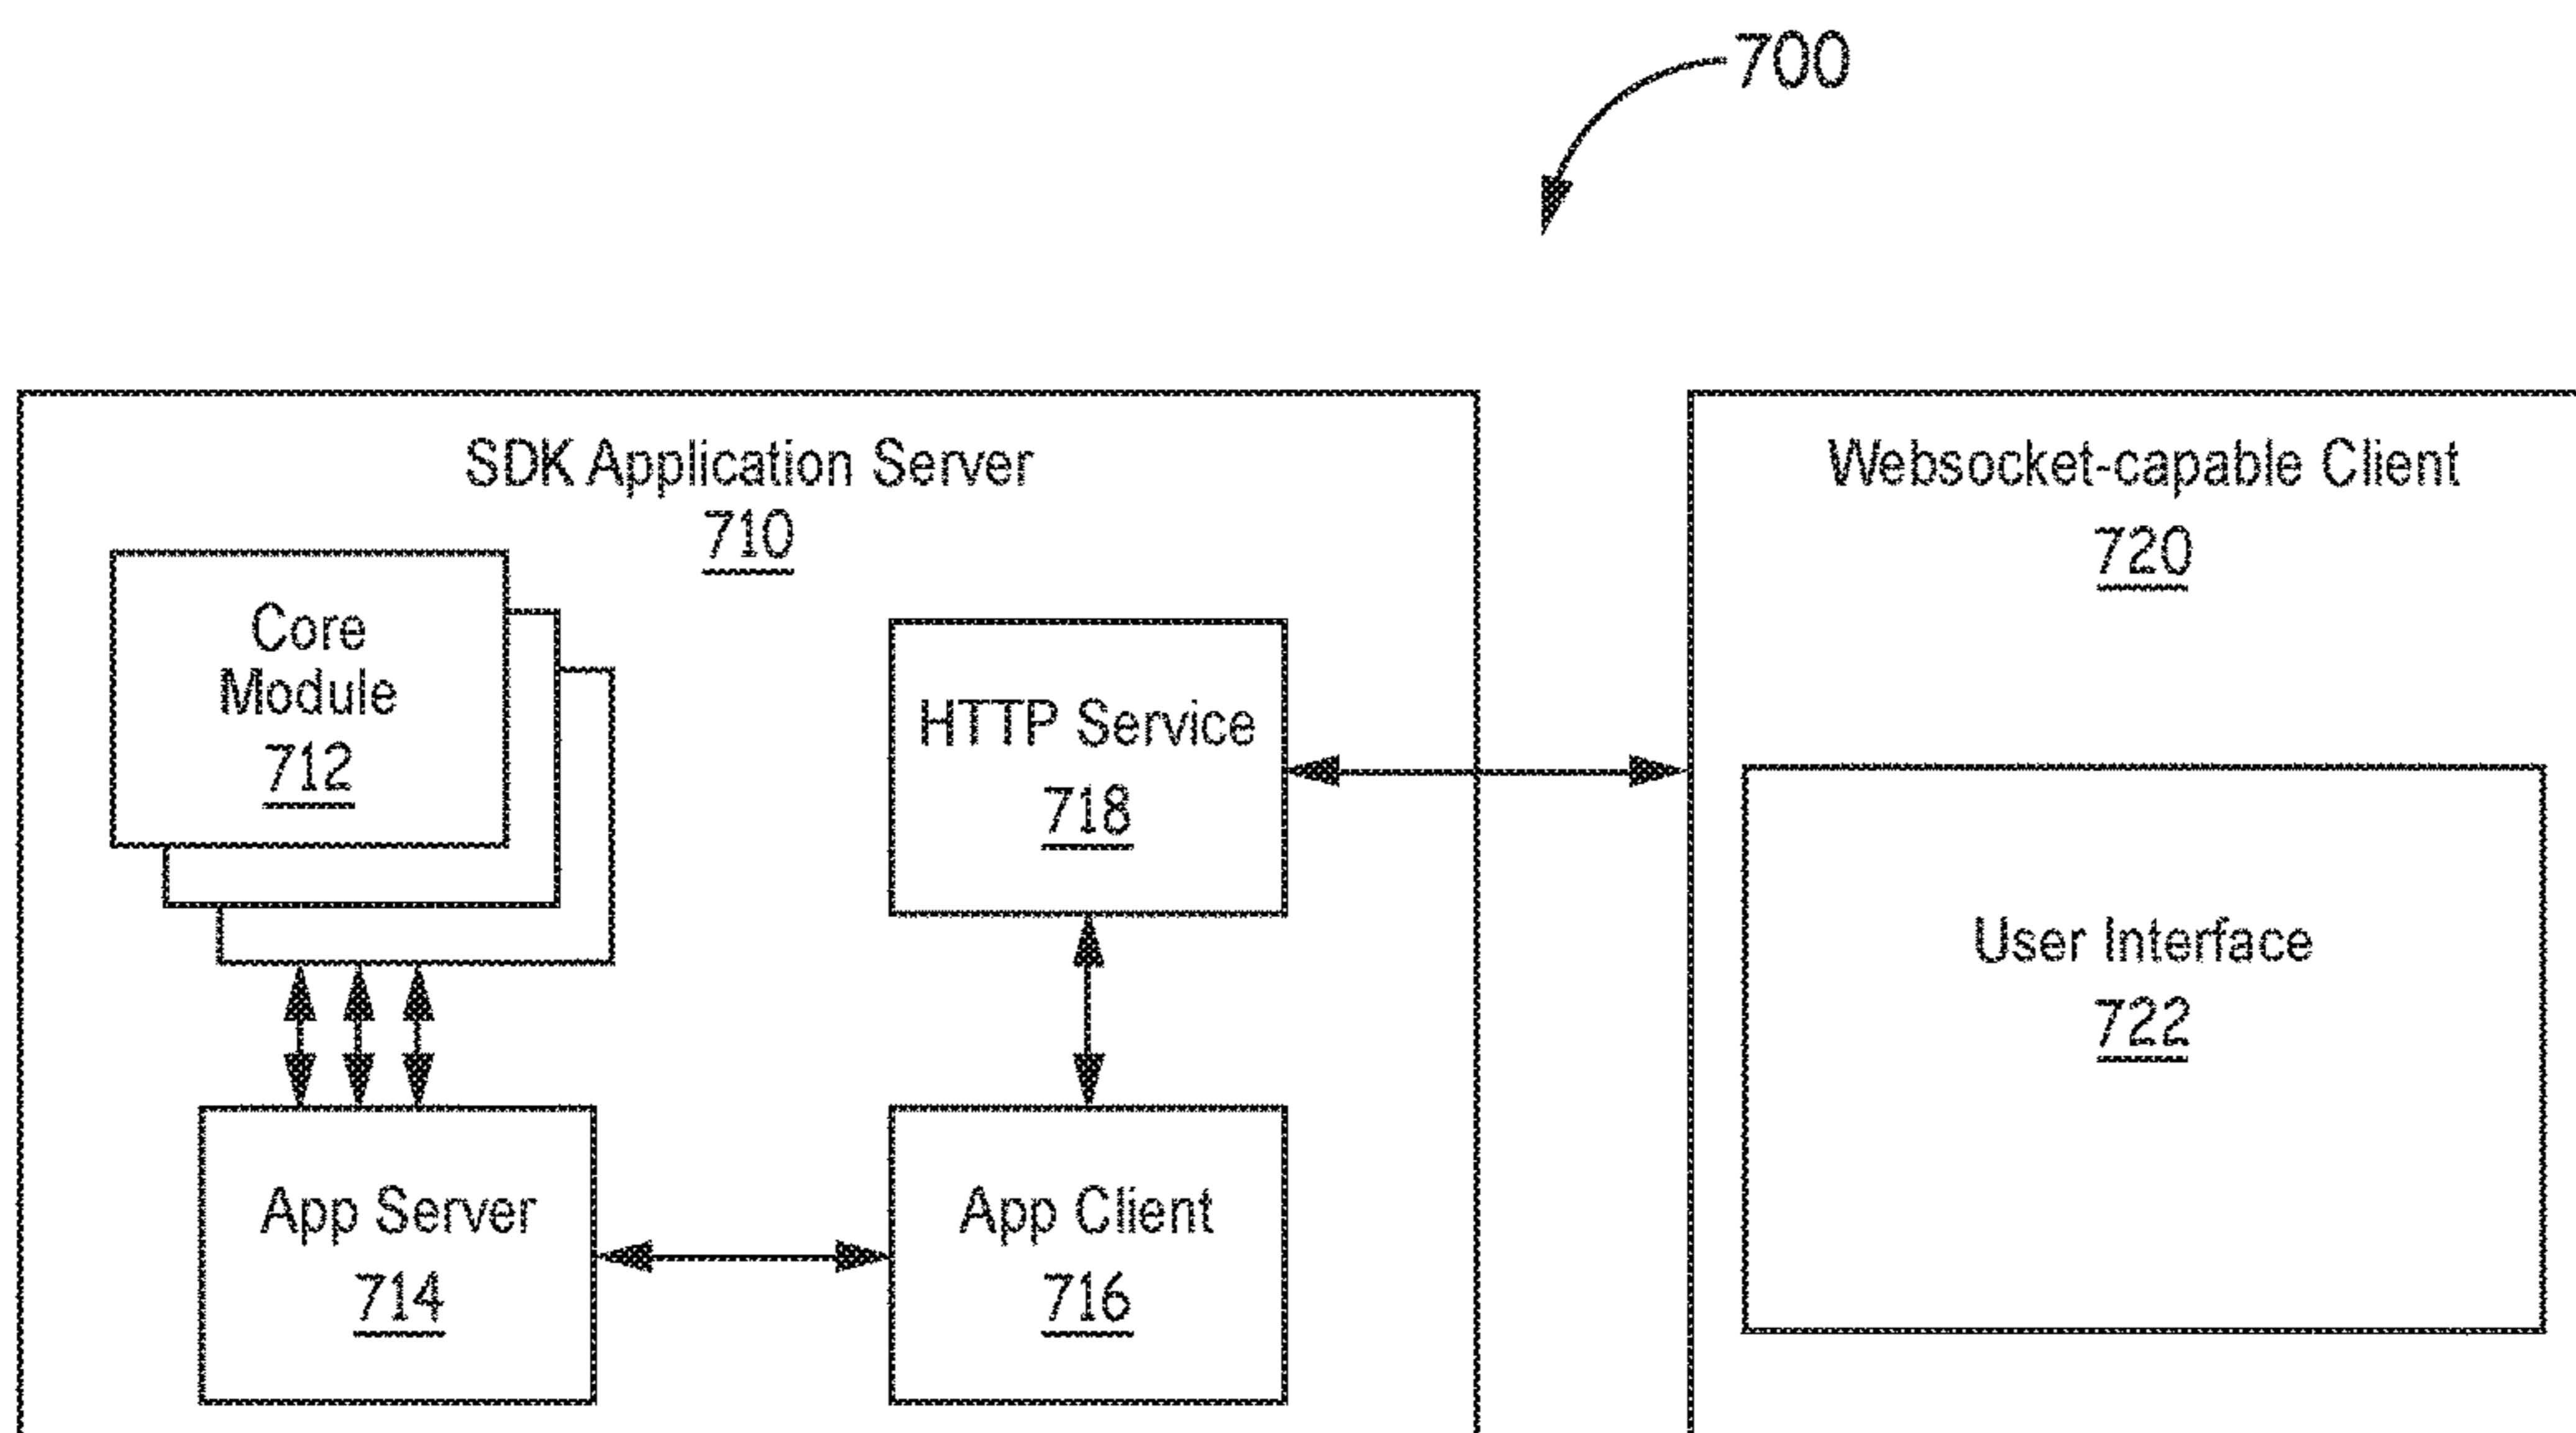 700
SDK Application Server
710
Core
Module
712
HTTP Service
718
App Server
714
App Client
716
Websocket-capable Client
720
User Interface
722